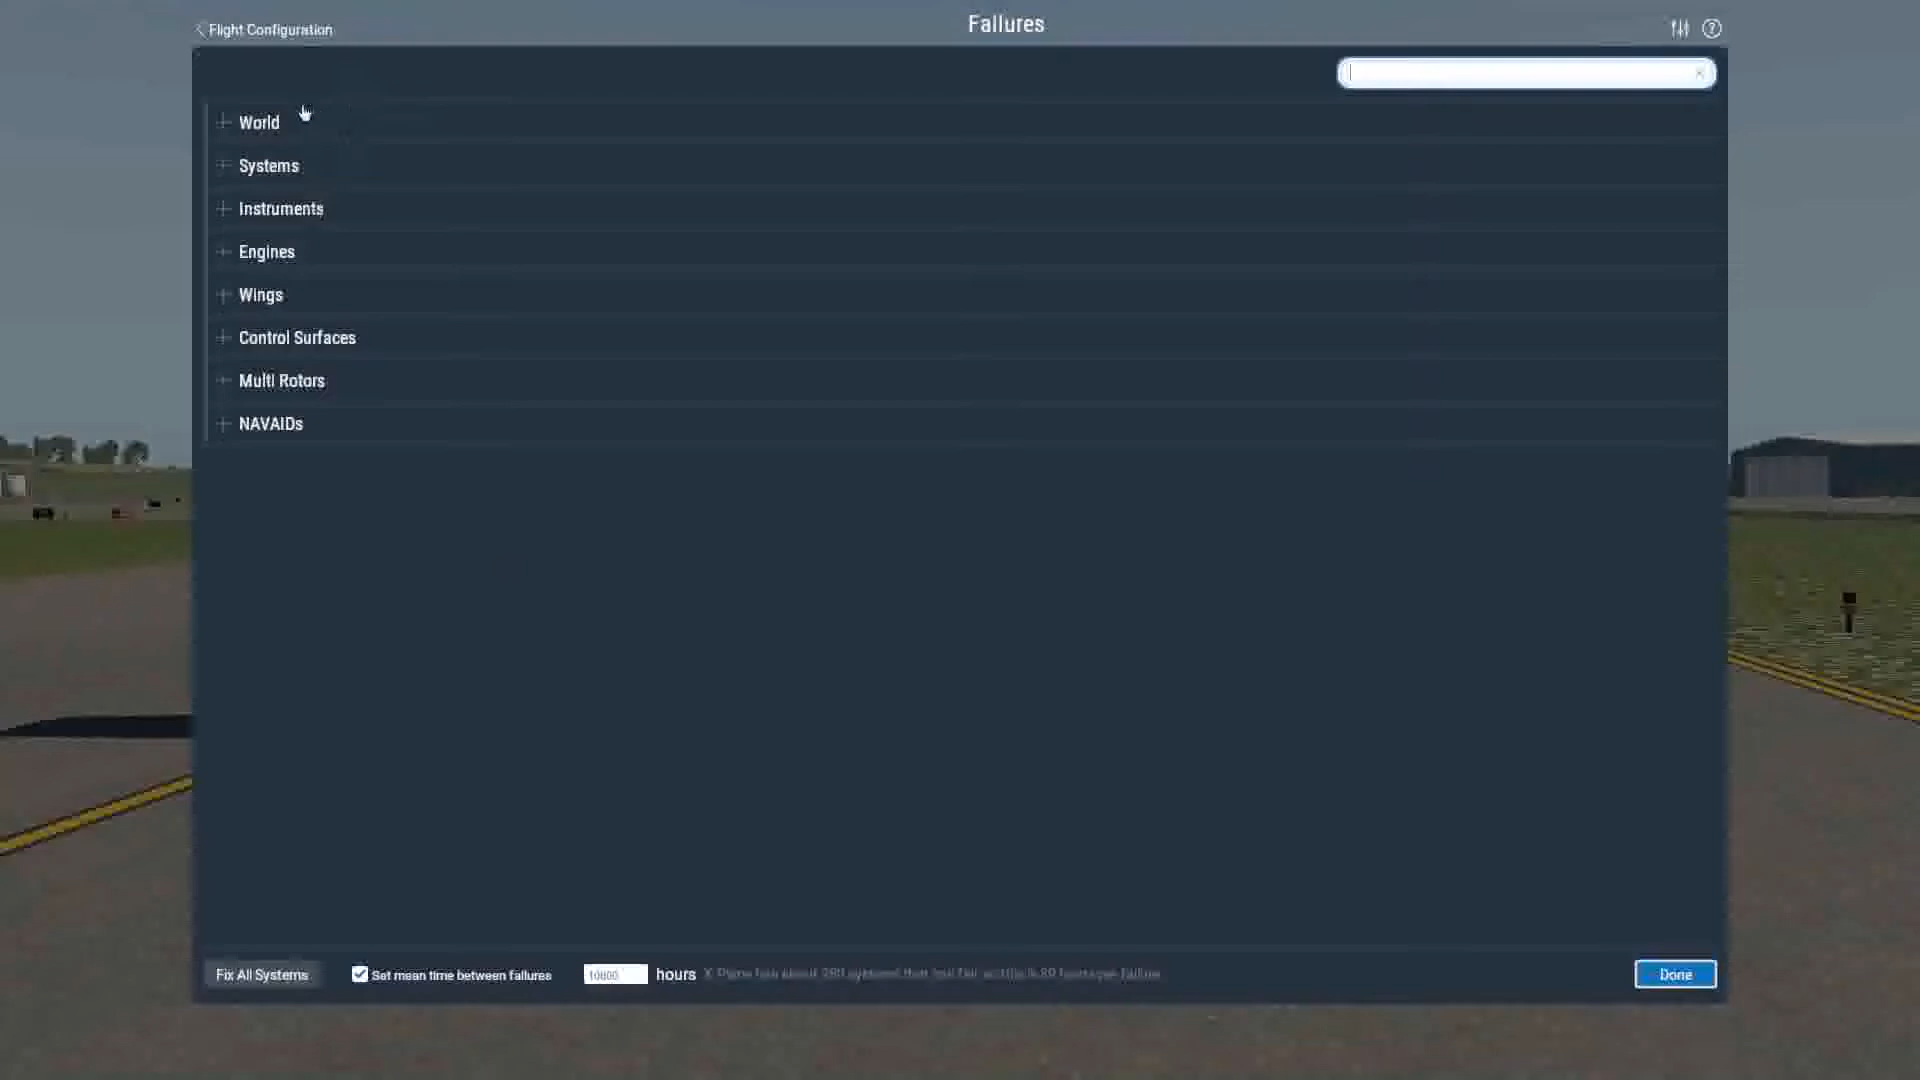 Flight Configuration
Failures
World
Systems
Instruments
Engines
Wings
Control Surfaces
Multi Rotors
NAVAIDs
Fix All Systems
Set mean time between failures
hours
Done